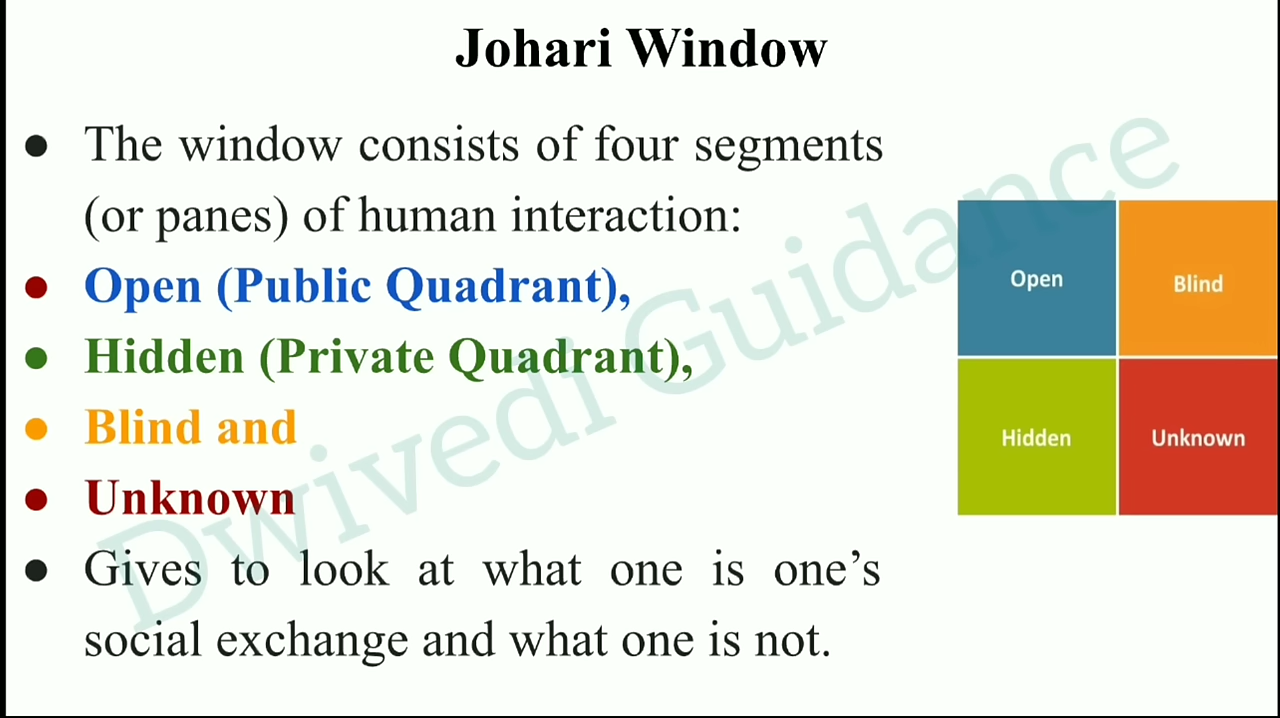 Johari Window
● The window consists of four segments
(or panes) of human interaction:
● Open (Public Quadrant),
● Hidden (Private Quadrant),
● Blind and
● Unknown
● Gives to look at what one is one’s
social exchange and what one is not.
Open
Blind
Hidden
Unknown
Dwivedi Guidance